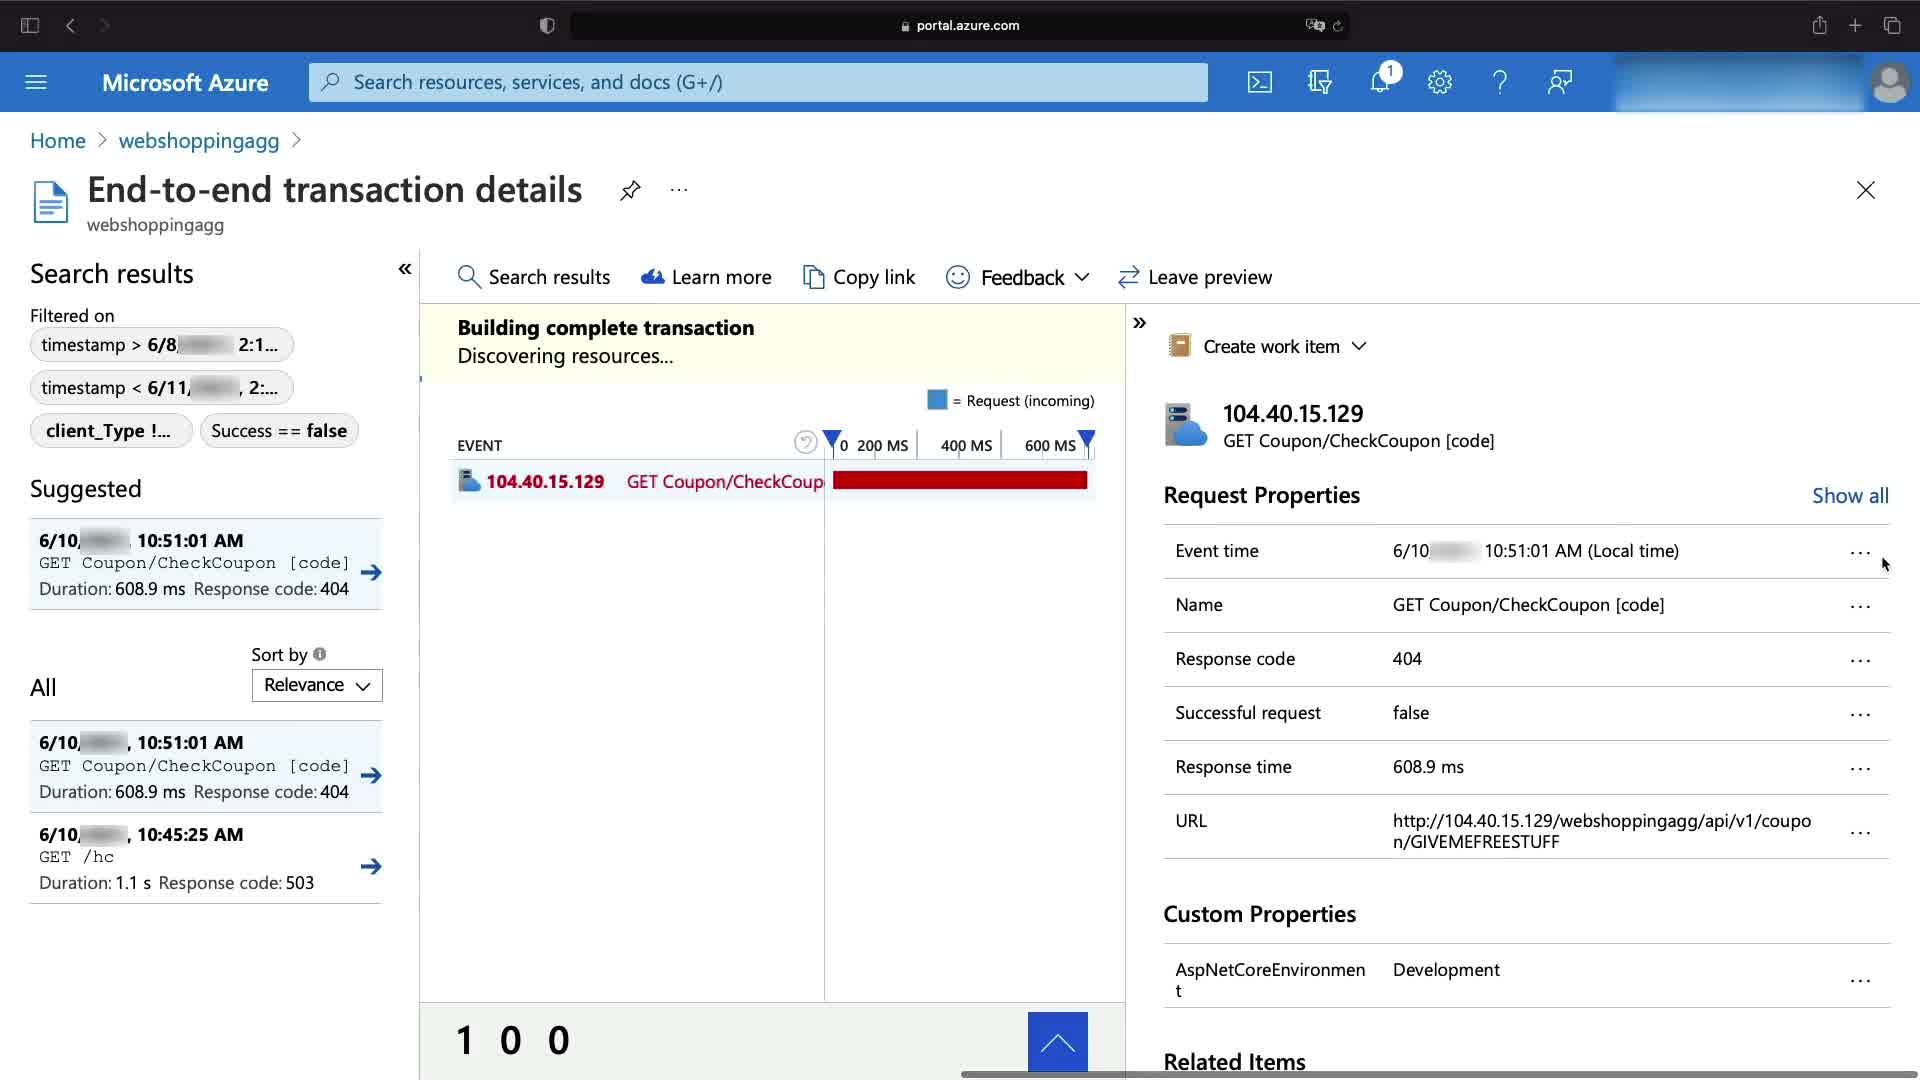 portal.azure.com
Microsoft Azure
Search resources, services, and docs (G+/)
1
Home > webshoppingagg >
End-to-end transaction details
...
webshoppingagg
Search results
Filtered on
timestamp > 6/8/ 2:1...
timestamp < 6/11/ , 2:...
client_Type !...
Success == false
Suggested
6/10/ 10:51:01 AM
GET Coupon/CheckCoupon [code]
Duration: 608.9 ms Response code: 404
Sort by
All
Relevance
6/10/ , 10:51:01 AM
GET Coupon/CheckCoupon [code]
Duration: 608.9 ms Response code: 404
6/10/ , 10:45:25 AM
GET /hc
Duration: 1.1 s Response code: 503
Search results
Learn more
Copy link
Feedback
Leave preview
Building complete transaction
Discovering resources...
= Request (incoming)
EVENT
0 200 MS 400 MS 600 MS
104.40.15.129 GET Coupon/CheckCoup
1 0 0
Create work item
104.40.15.129
GET Coupon/CheckCoupon [code]
Request Properties
Show all
Event time 6/10/ 10:51:01 AM (Local time) ...
Name GET Coupon/CheckCoupon [code] ...
Response code 404 ...
Successful request false ...
Response time 608.9 ms ...
URL http://104.40.15.129/webshoppingagg/api/v1/coupo
n/GIVEMEFREESTUFF ...
Custom Properties
AspNetCoreEnvironmen Development
t ...
Related Items